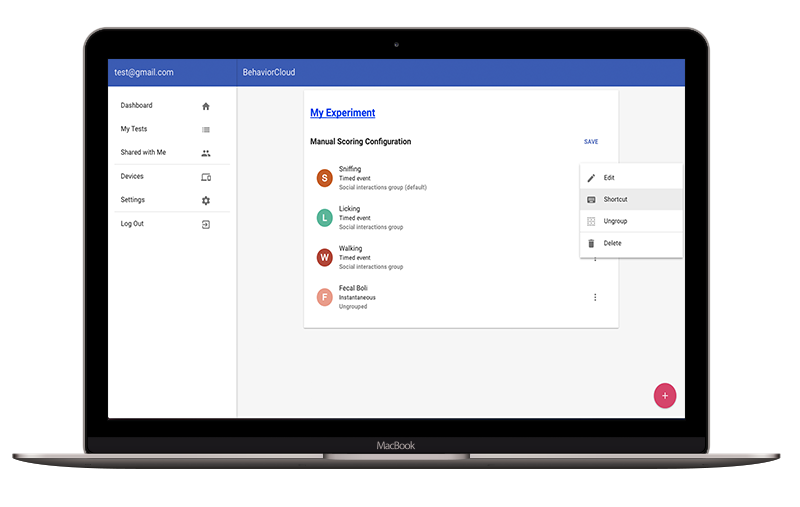 test@gmail.com
BehaviorCloud
Dashboard
My Tests
Shared with Me
Devices
Settings
Log Out
My Experiment
Manual Scoring Configuration
SAVE
S
Sniffing
Timed event
Social interactions group (default)
L
Licking
Timed event
Social interactions group
W
Walking
Timed event
Social interactions group
F
Fecal Boli
Instantaneous
Ungrouped
Edit
Shortcut
Ungroup
Delete
+
MacBook